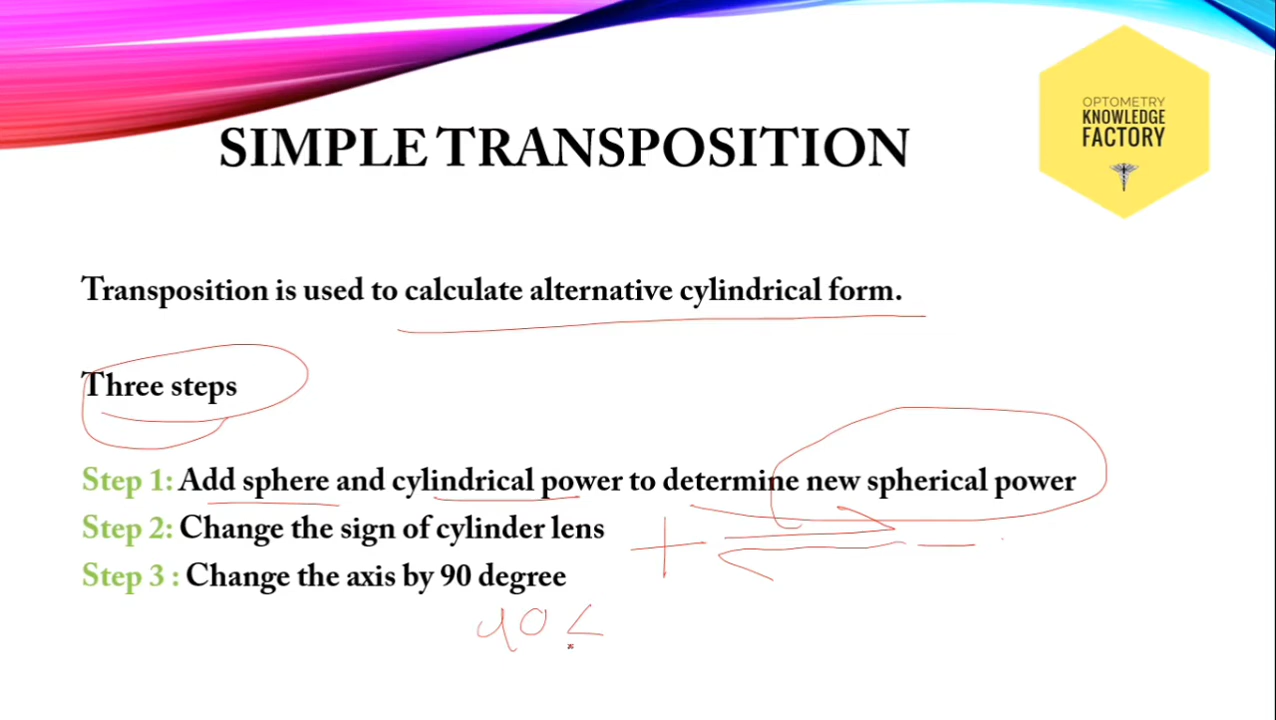 OPTOMETRY
KNOWLEDGE
FACTORY
SIMPLE TRANSPOSITION
Transposition is used to calculate alternative cylindrical form.
Three steps
Step 1: Add sphere and cylindrical power to determine new spherical power
Step 2: Change the sign of cylinder lens
+ −
Step 3 : Change the axis by 90 degree